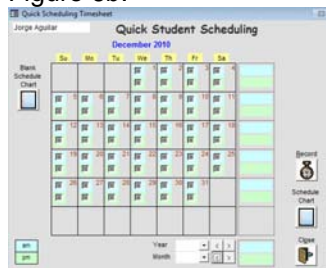 Quick Scheduling Timesheet
Jorge Aguilar
Quick Student Scheduling
December 2010
Su Mo Tu We Th Fr Sa
Blank
Schedule
Chart
1 2 3 4
5 6 7 8 9 10 11
12 13 14 15 16 17 18
19 20 21 22 23 24 25
26 27 28 29 30 31
Record
Schedule
Chart
Close
am
pm
Year < >
Month < >